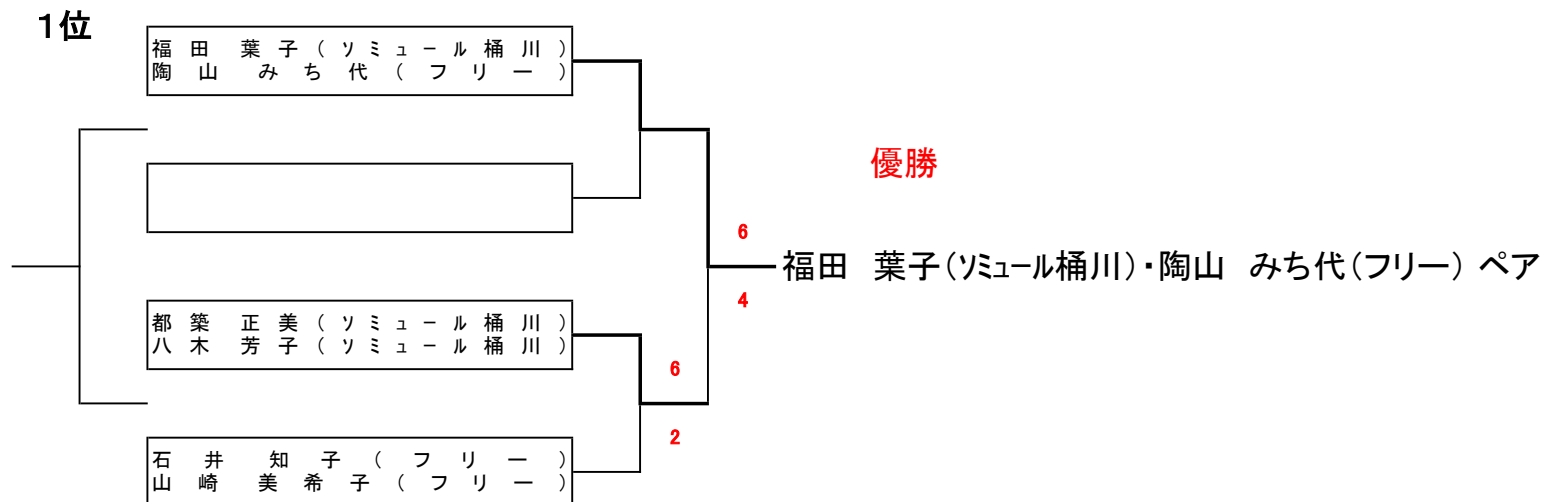 1位
福田 葉子(ソミュール桶川)
陶山 みち代(フリー)
優勝
6
福田 葉子(ソミュール桶川)・陶山 みち代(フリー) ペア
4
都築 正美(ソミュール桶川)
八木 芳子(ソミュール桶川)
6
2
石井 知子(フリー)
山崎 美希子(フリー)